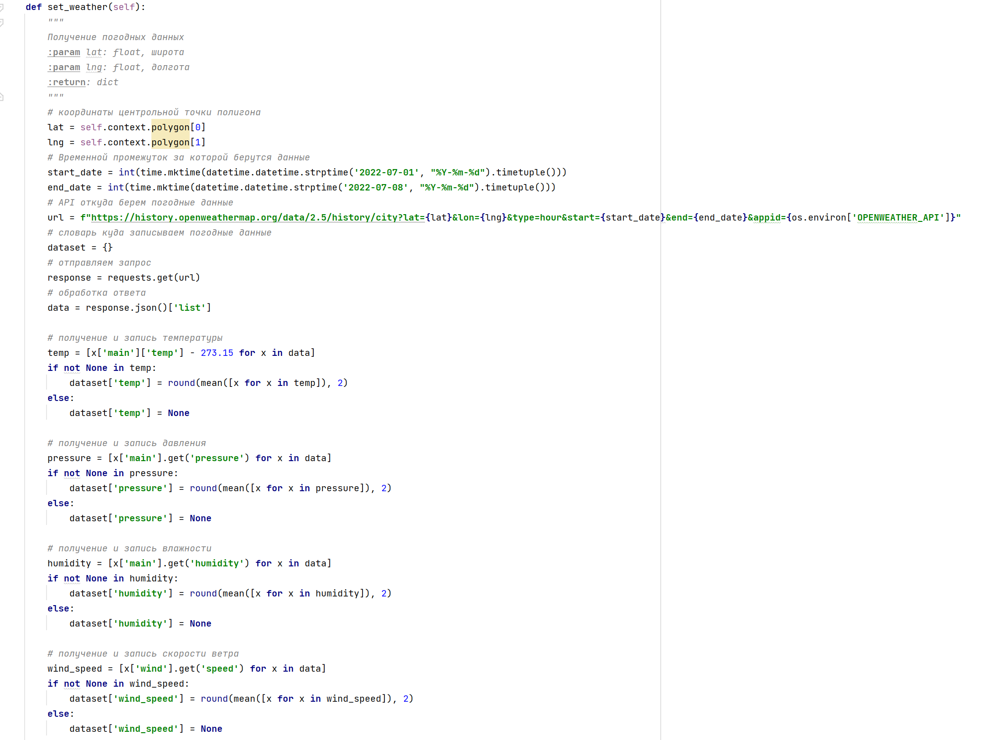 def set_weather(self):
    """
    Получение погодных данных
    :param lat: float, широта
    :param lng: float, долгота
    :return: dict
    """
    # координаты центрольной точки полигона
    lat = self.context.polygon[0]
    lng = self.context.polygon[1]
    # Временной промежуток за которой берутся данные
    start_date = int(time.mktime(datetime.datetime.strptime('2022-07-01', "%Y-%m-%d").timetuple()))
    end_date = int(time.mktime(datetime.datetime.strptime('2022-07-08', "%Y-%m-%d").timetuple()))
    # API откуда берем погодные данные
    url = f"https://history.openweathermap.org/data/2.5/history/city?lat={lat}&lon={lng}&type=hour&start={start_date}&end={end_date}&appid={os.environ['OPENWEATHER_API']}"
    # словарь куда записываем погодные данные
    dataset = {}
    # отправляем запрос
    response = requests.get(url)
    # обработка ответа
    data = response.json()['list']

    # получение и запись температуры
    temp = [x['main']['temp'] - 273.15 for x in data]
    if not None in temp:
        dataset['temp'] = round(mean([x for x in temp]), 2)
    else:
        dataset['temp'] = None

    # получение и запись давления
    pressure = [x['main'].get('pressure') for x in data]
    if not None in pressure:
        dataset['pressure'] = round(mean([x for x in pressure]), 2)
    else:
        dataset['pressure'] = None

    # получение и запись влажности
    humidity = [x['main'].get('humidity') for x in data]
    if not None in humidity:
        dataset['humidity'] = round(mean([x for x in humidity]), 2)
    else:
        dataset['humidity'] = None

    # получение и запись скорости ветра
    wind_speed = [x['wind'].get('speed') for x in data]
    if not None in wind_speed:
        dataset['wind_speed'] = round(mean([x for x in wind_speed]), 2)
    else:
        dataset['wind_speed'] = None